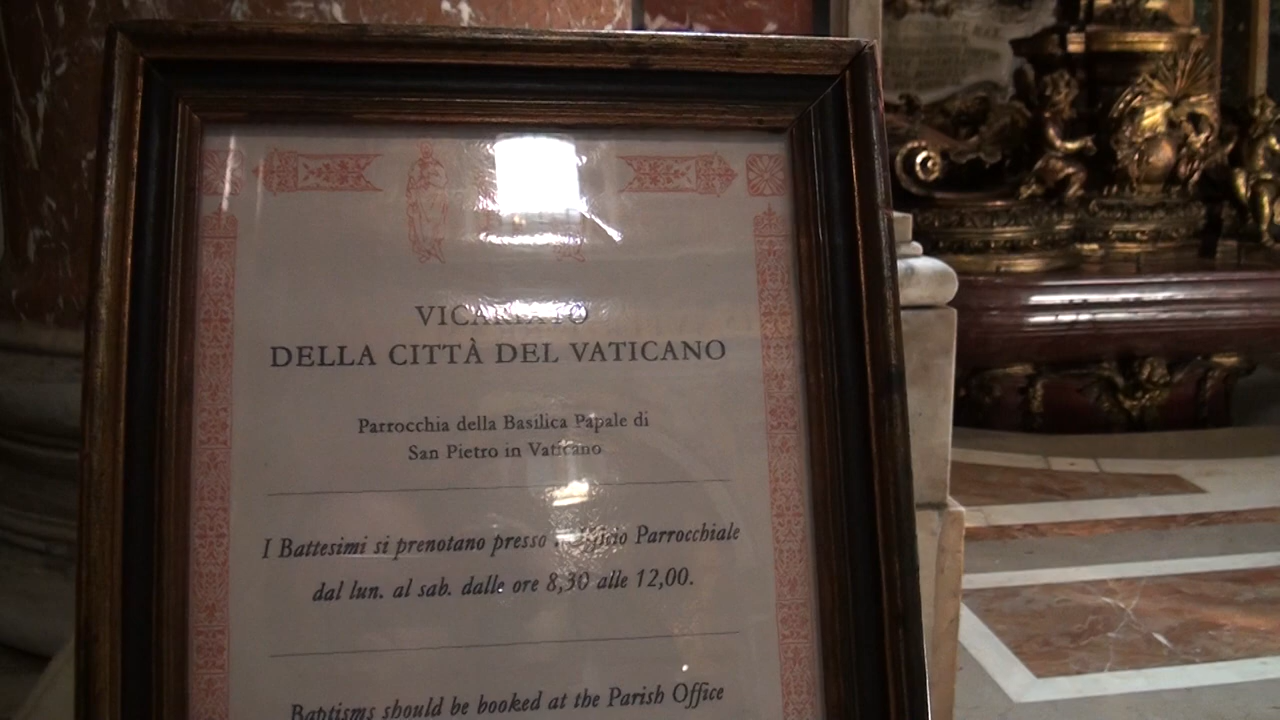 VICARIATO
DELLA CITTÀ DEL VATICANO
Parrocchia della Basilica Papale di
San Pietro in Vaticano
I Battesimi si prenotano presso Parrocchiale
dal lun. al sab. dalle ore 8,30 alle 12,00.
Baptisms should be booked at the Parish Office